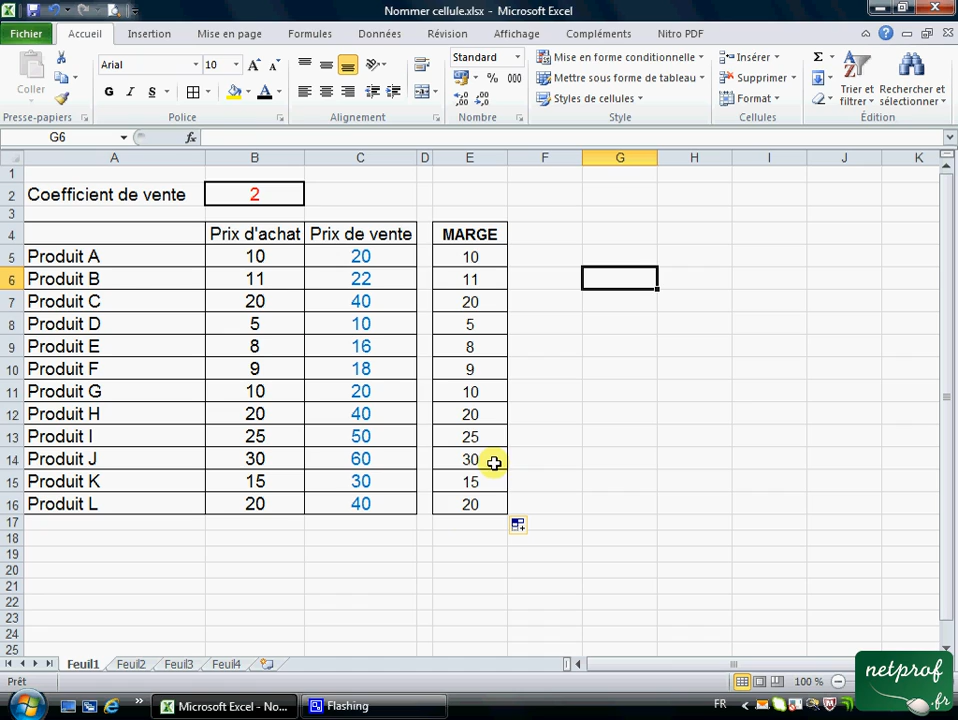 Nommer cellule.xlsx - Microsoft Excel
Fichier Accueil Insertion Mise en page Formules Données Révision Affichage Compléments Nitro PDF
Coller
Presse-papiers
Arial 10
G I S
Police
Alignement
Standard
% 000
Nombre
Mise en forme conditionnelle
Mettre sous forme de tableau
Styles de cellules
Style
Insérer
Supprimer
Format
Cellules
Σ
Trier et filtrer
Rechercher et sélectionner
Édition
G6 fx
A B C D E F G H I J K
1
2 Coefficient de vente 2
3
4 Prix d'achat Prix de vente MARGE
5 Produit A 10 20 10
6 Produit B 11 22 11
7 Produit C 20 40 20
8 Produit D 5 10 5
9 Produit E 8 16 8
10 Produit F 9 18 9
11 Produit G 10 20 10
12 Produit H 20 40 20
13 Produit I 25 50 25
14 Produit J 30 60 30
15 Produit K 15 30 15
16 Produit L 20 40 20
17
18
19
20
21
22
23
24
25
Feuil1 Feuil2 Feuil3 Feuil4
Prêt 100 %
netprof.fr
Microsoft Excel - No... Flashing FR